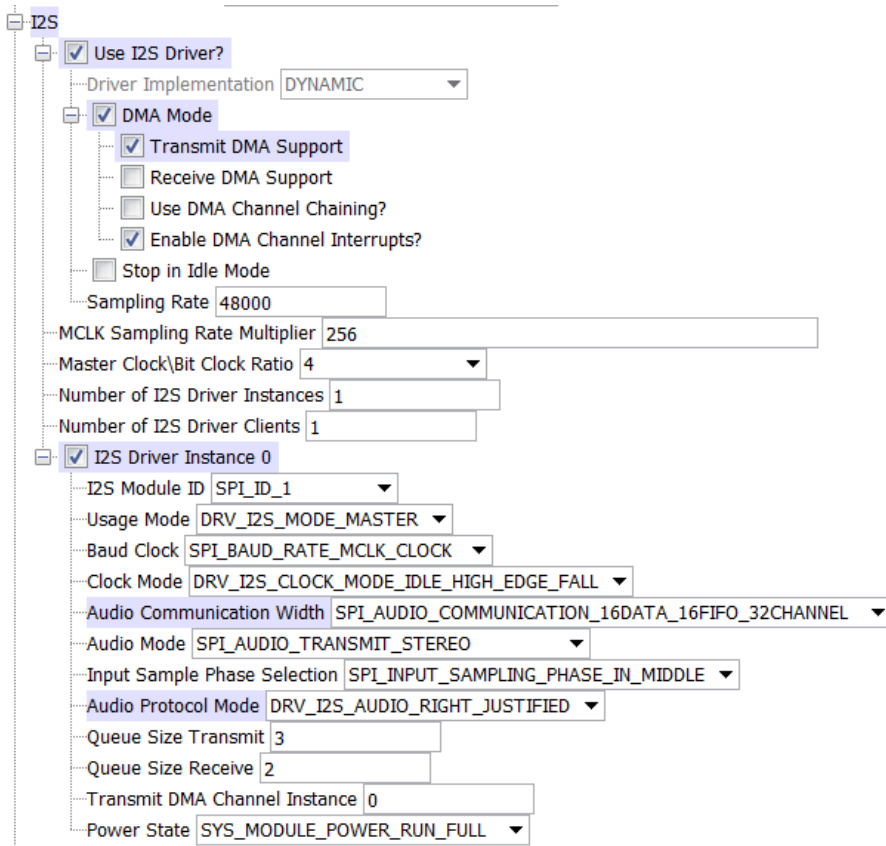 I2S
Use I2S Driver?
Driver Implementation DYNAMIC
DMA Mode
Transmit DMA Support
Receive DMA Support
Use DMA Channel Chaining?
Enable DMA Channel Interrupts?
Stop in Idle Mode
Sampling Rate 48000
MCLK Sampling Rate Multiplier 256
Master Clock\Bit Clock Ratio 4
Number of I2S Driver Instances 1
Number of I2S Driver Clients 1
I2S Driver Instance 0
I2S Module ID SPI_ID_1
Usage Mode DRV_I2S_MODE_MASTER
Baud Clock SPI_BAUD_RATE_MCLK_CLOCK
Clock Mode DRV_I2S_CLOCK_MODE_IDLE_HIGH_EDGE_FALL
Audio Communication Width SPI_AUDIO_COMMUNICATION_16DATA_16FIFO_32CHANNEL
Audio Mode SPI_AUDIO_TRANSMIT_STEREO
Input Sample Phase Selection SPI_INPUT_SAMPLING_PHASE_IN_MIDDLE
Audio Protocol Mode DRV_I2S_AUDIO_RIGHT_JUSTIFIED
Queue Size Transmit 3
Queue Size Receive 2
Transmit DMA Channel Instance 0
Power State SYS_MODULE_POWER_RUN_FULL